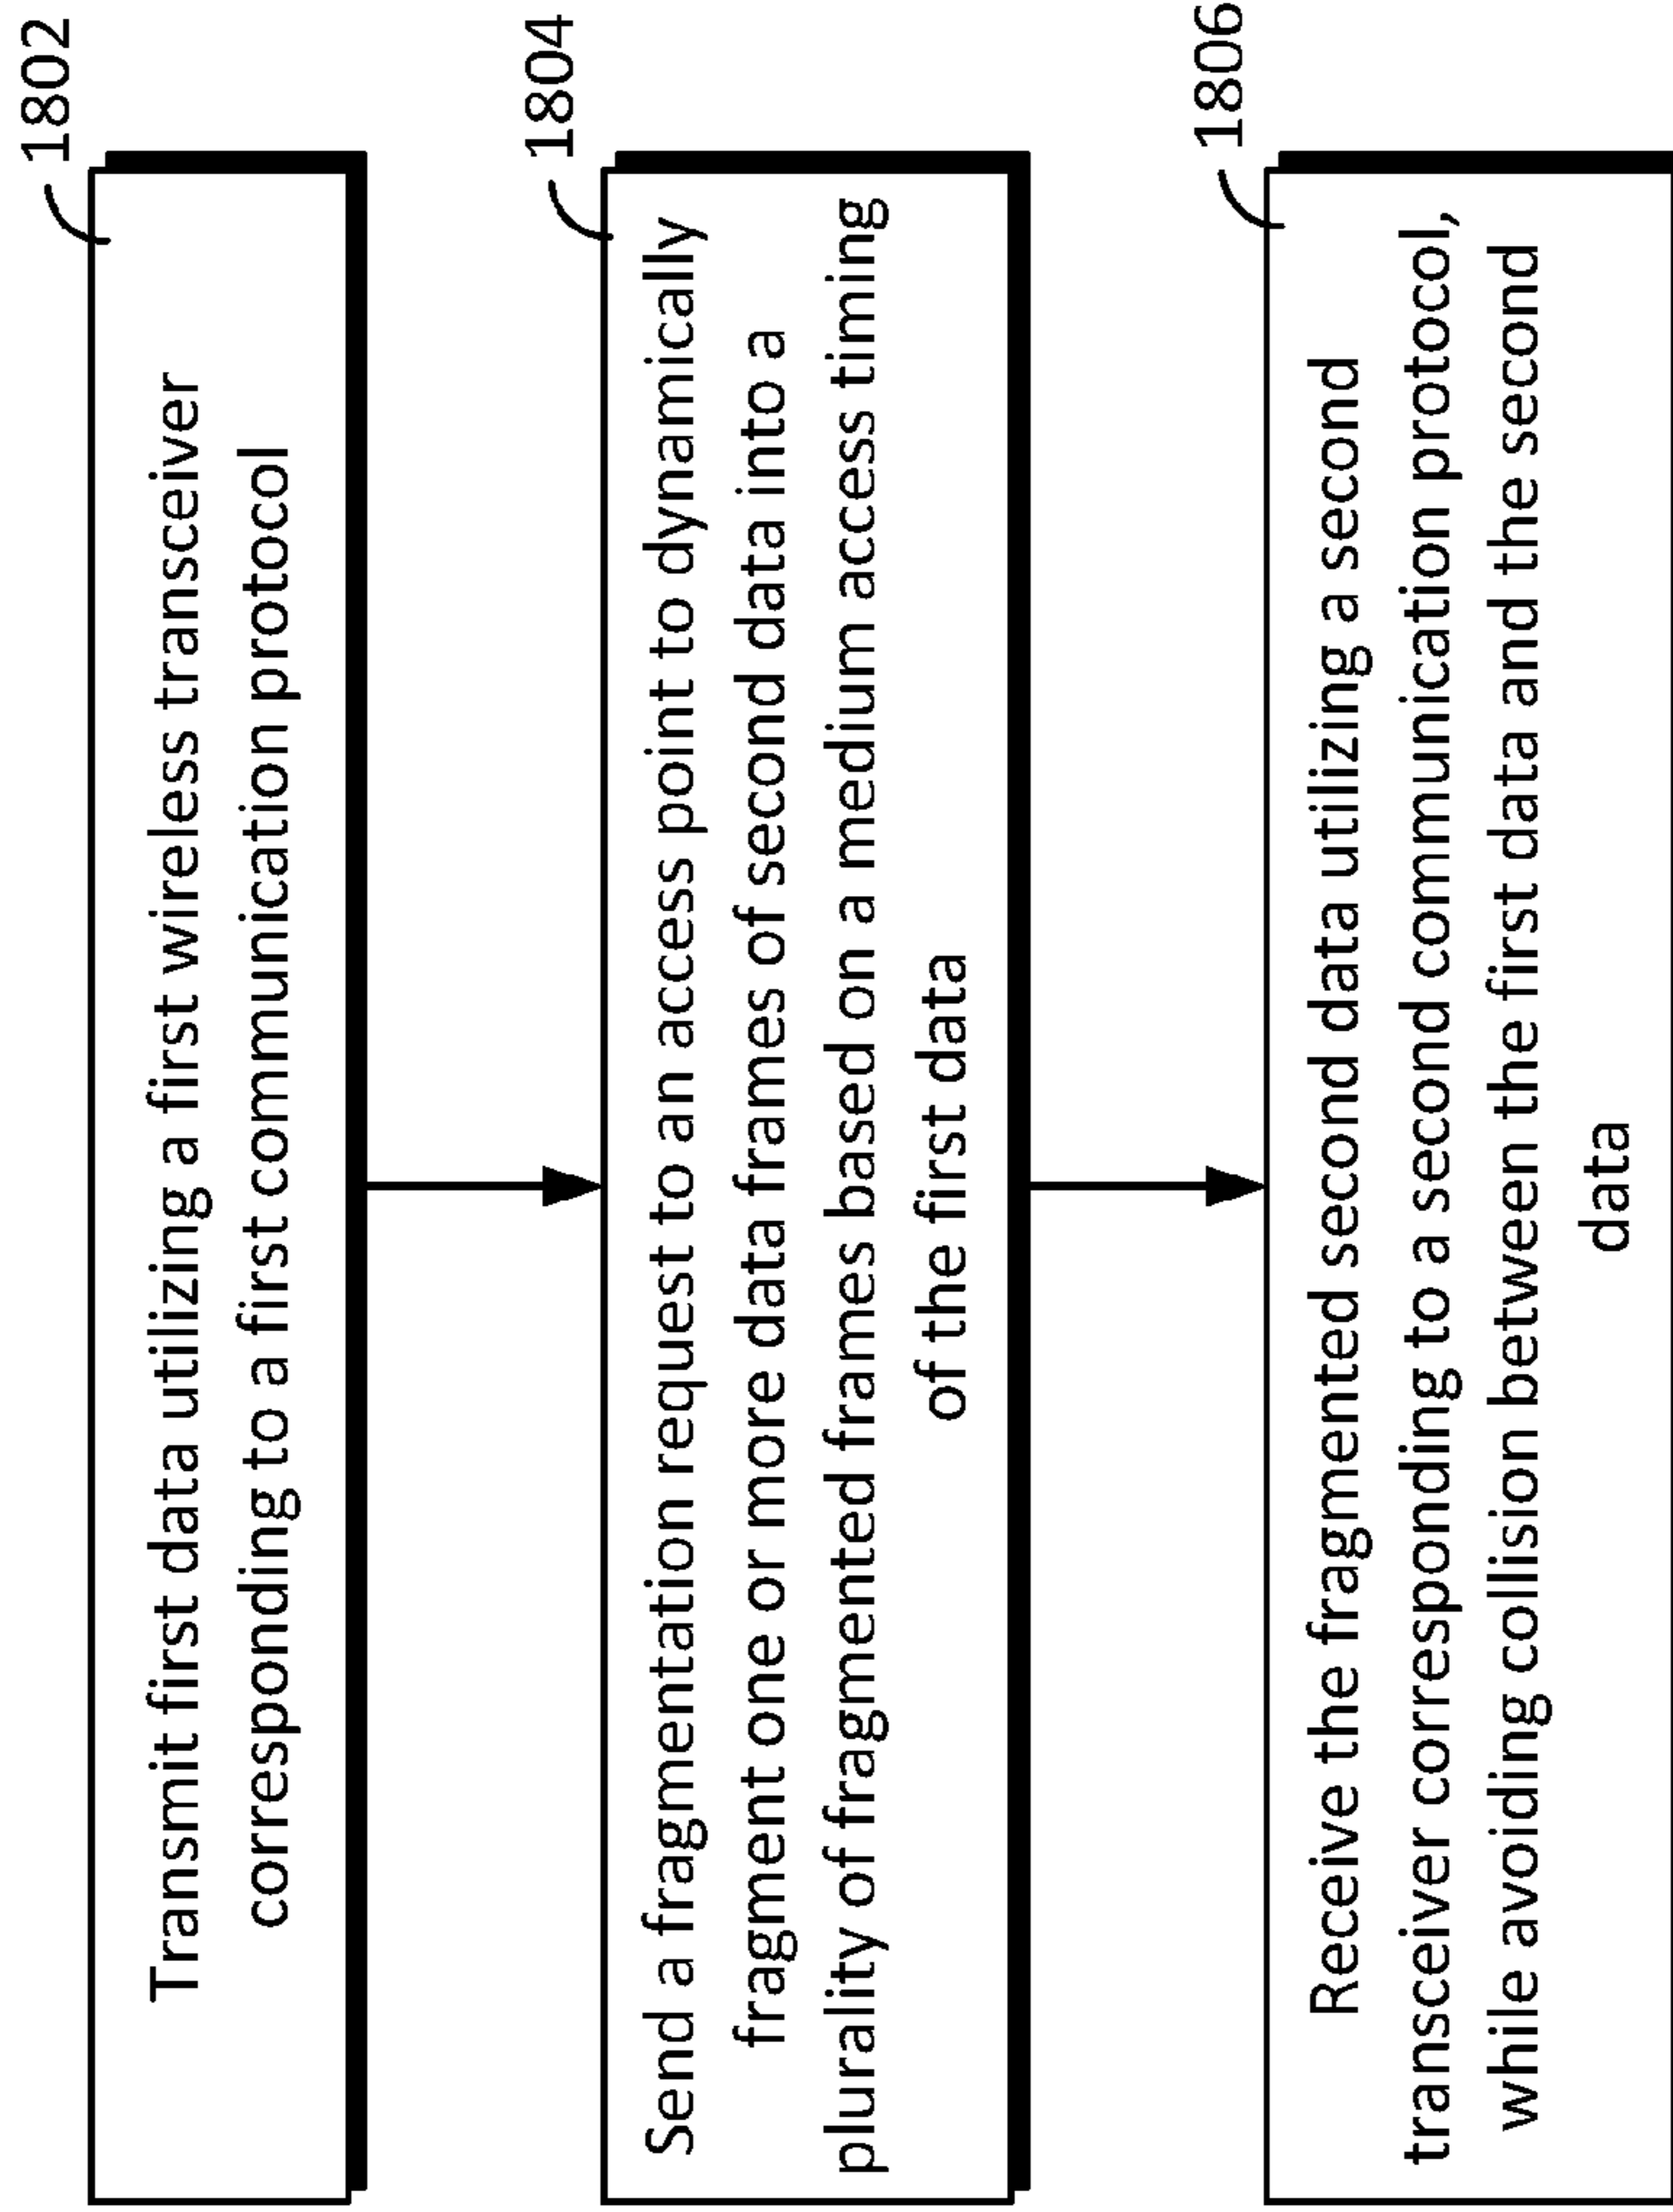 1802
Transmit first data utilizing a first wireless transceiver
corresponding to a first communication protocol
1804
Send a fragmentation request to an access point to dynamically
fragment one or more data frames of second data into a
plurality of fragmented frames based on a medium access timing
of the first data
1806
Receive the fragmented second data utilizing a second
transceiver corresponding to a second communication protocol,
while avoiding collision between the first data and the second
data